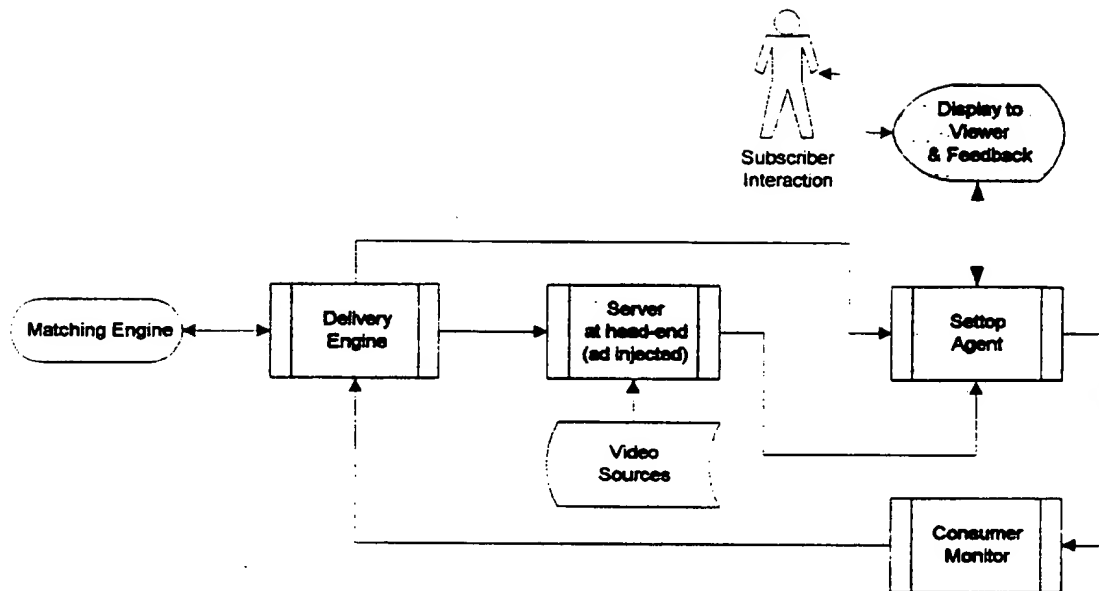 Display to
Viewer
& Feedback
Subscriber
Interaction
Matching Engine
Delivery
Engine
Server
at head-end
(ad injected)
Settop
Agent
Video
Sources
Consumer
Monitor